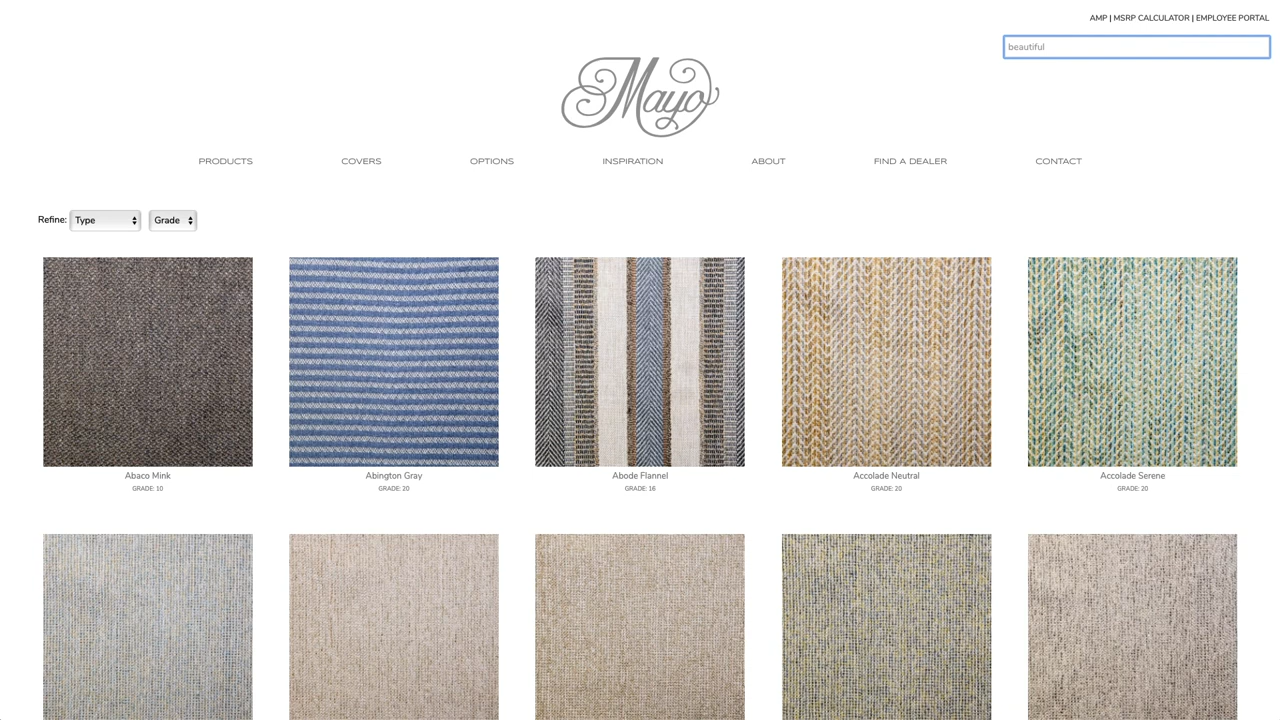 AMP | MSRP CALCULATOR | EMPLOYEE PORTAL
beautiful
Mayo
PRODUCTS COVERS OPTIONS INSPIRATION ABOUT FIND A DEALER CONTACT
Refine: Type Grade
Abaco Mink Abington Gray Abode Flannel Accolade Neutral Accolade Serene
GRADE: 10 GRADE: 20 GRADE: 16 GRADE: 20 GRADE: 20